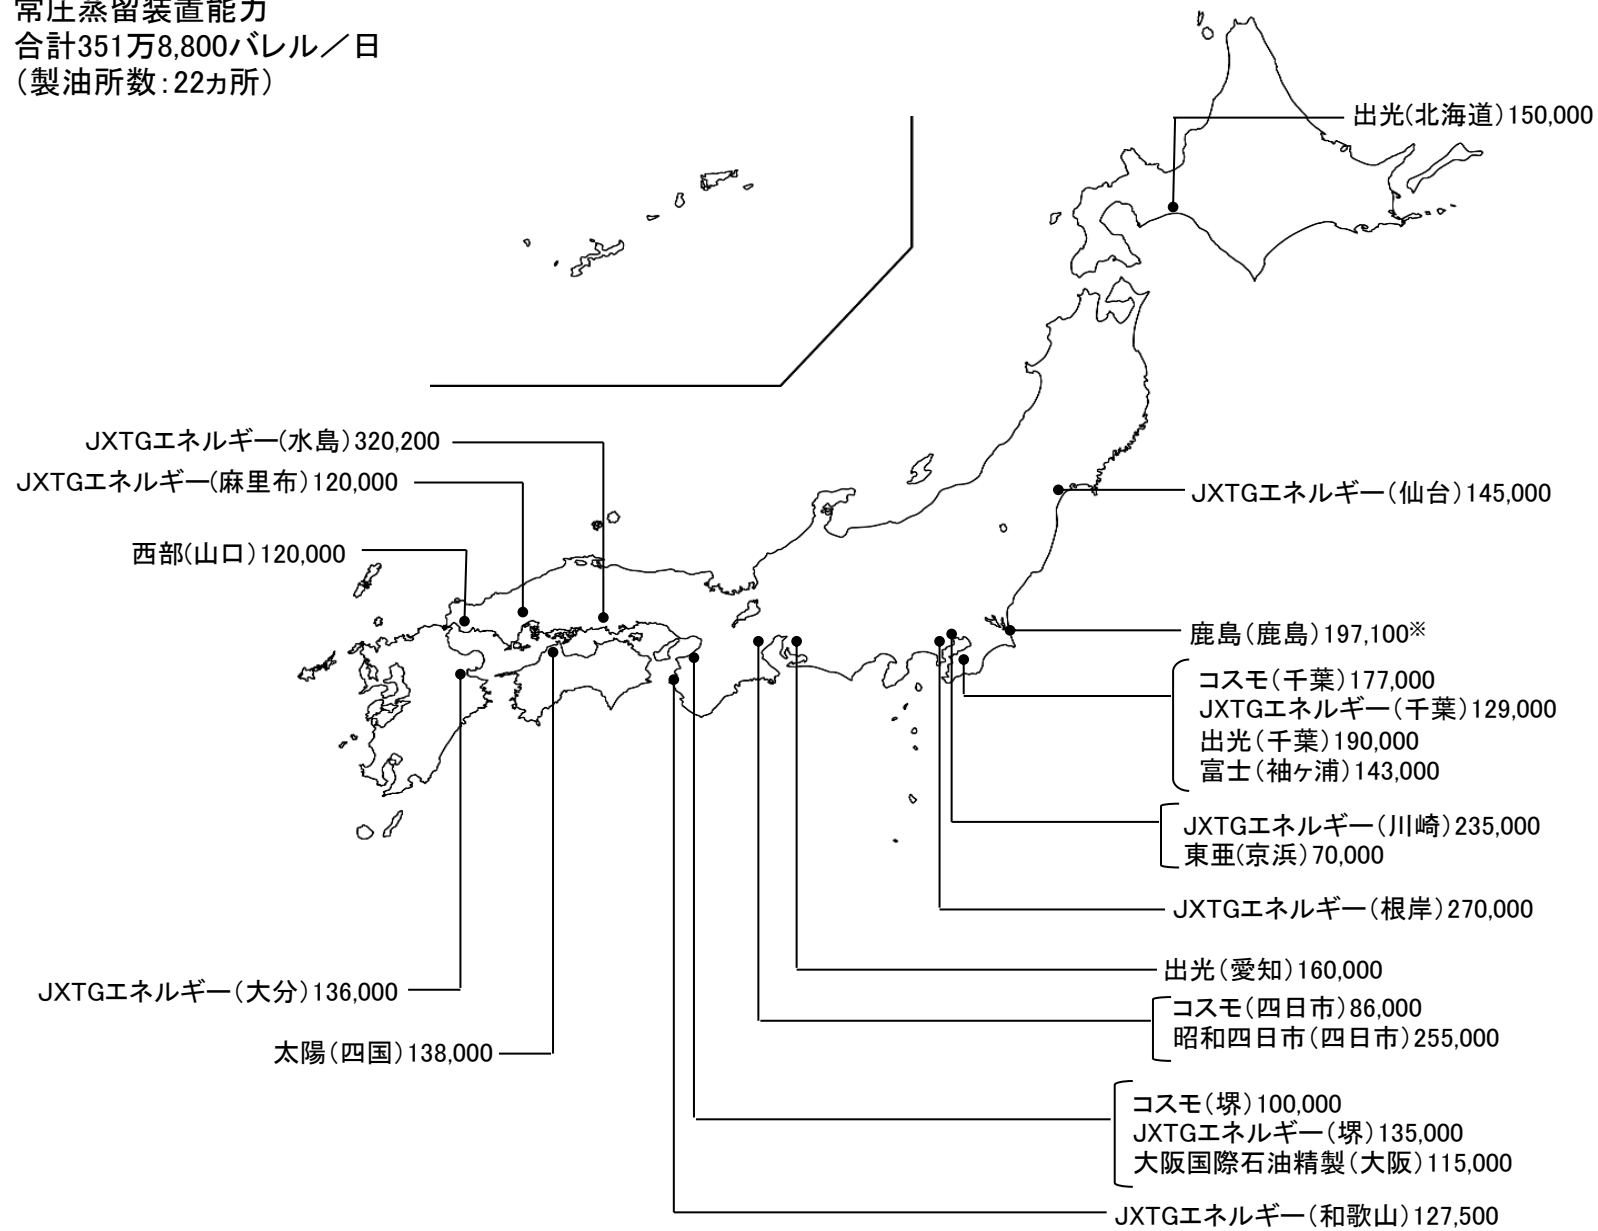 常圧蒸留装置能力
合計351万8,800バレル／日
（製油所数：22ヵ所）
出光（北海道）150,000
JXTGエネルギー（水島）320,200
JXTGエネルギー（麻里布）120,000
西部（山口）120,000
JXTGエネルギー（仙台）145,000
鹿島（鹿島）197,100※
コスモ（千葉）177,000
JXTGエネルギー（千葉）129,000
出光（千葉）190,000
富士（袖ヶ浦）143,000
JXTGエネルギー（川崎）235,000
東亜（京浜）70,000
JXTGエネルギー（根岸）270,000
出光（愛知）160,000
コスモ（四日市）86,000
昭和四日市（四日市）255,000
JXTGエネルギー（大分）136,000
太陽（四国）138,000
コスモ（堺）100,000
JXTGエネルギー（堺）135,000
大阪国際石油精製（大阪）115,000
JXTGエネルギー（和歌山）127,500